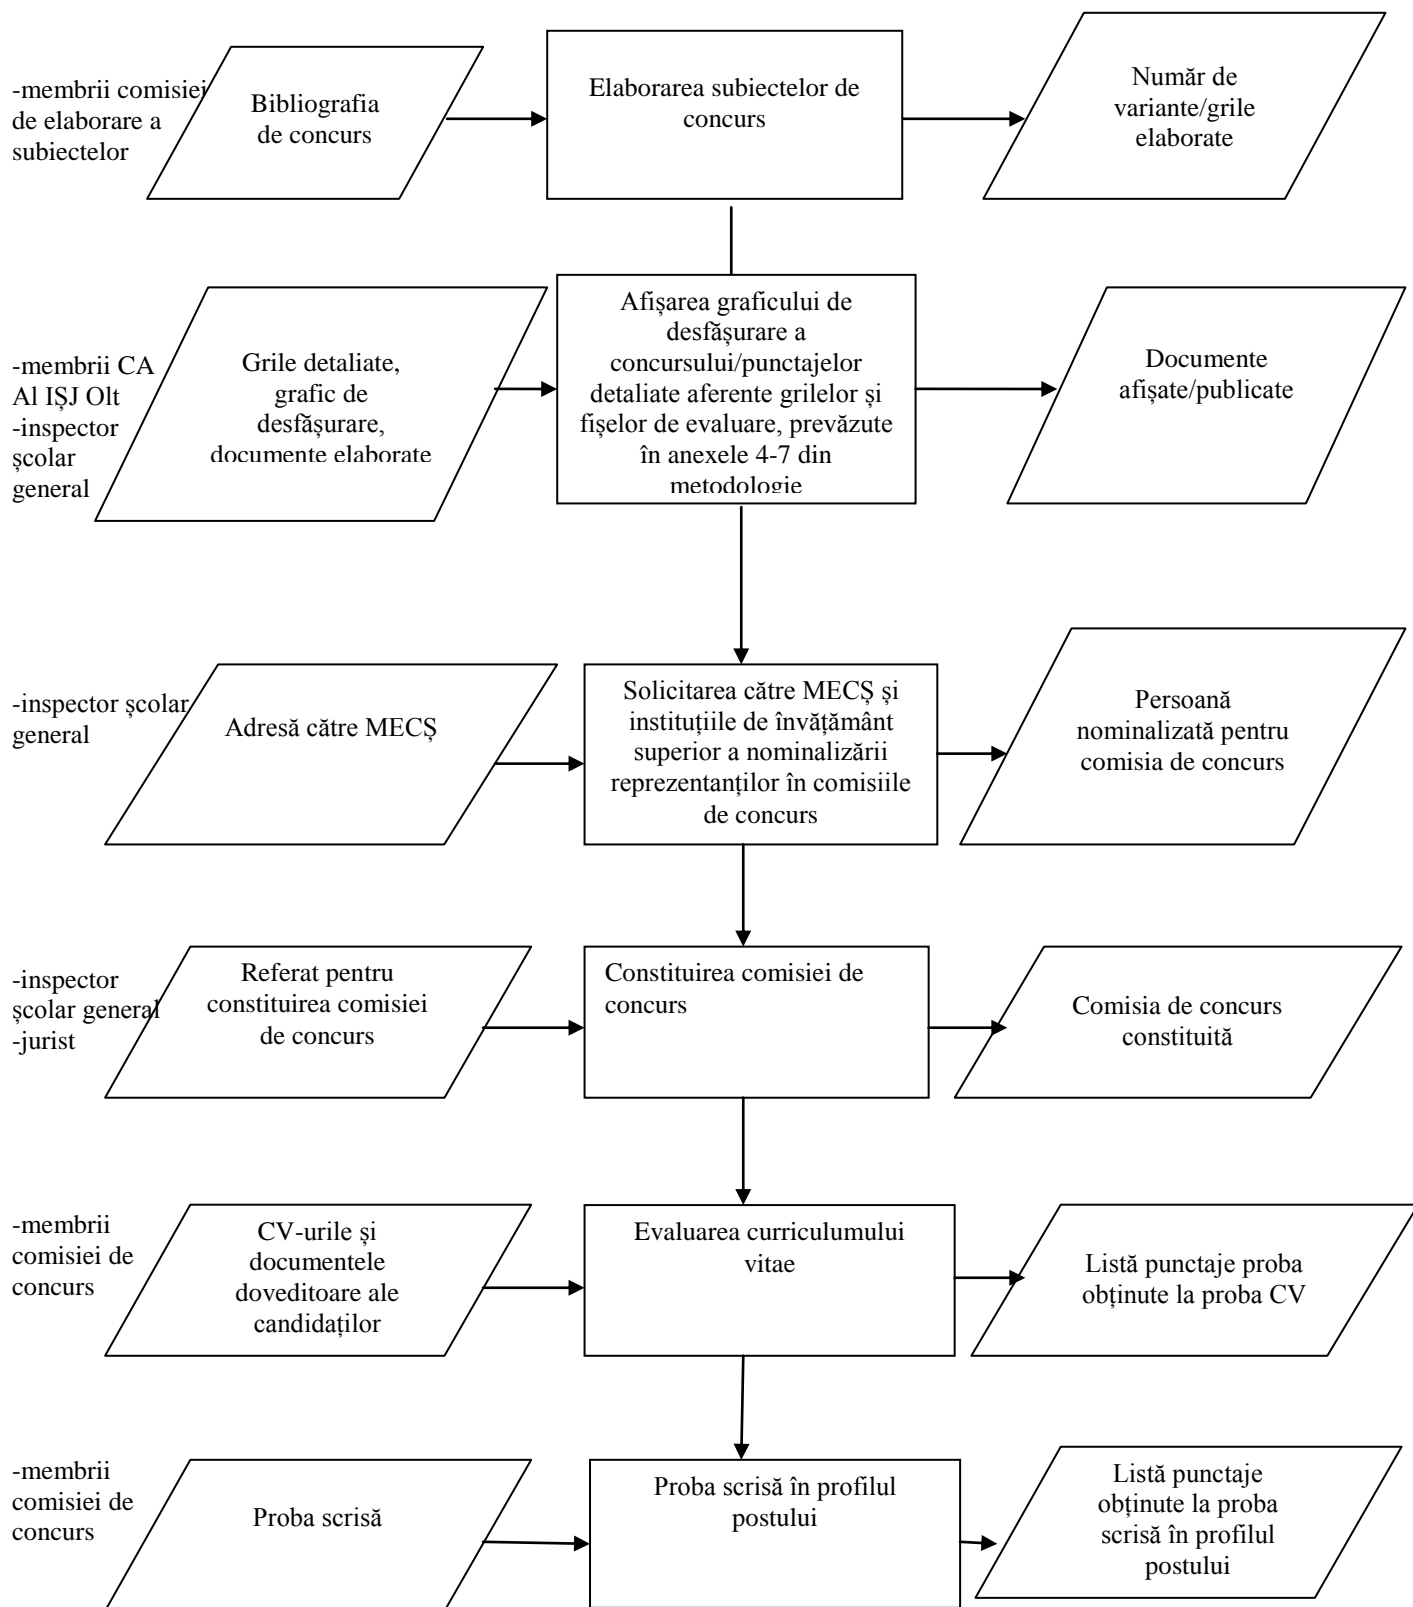 -membrii comisiei
de elaborare a
subiectelor
Bibliografia
de concurs
Elaborarea subiectelor de
concurs
Număr de
variante/grile
elaborate
-membrii CA
Al IȘJ Olt
-inspector
școlar
general
Grile detaliate,
grafic de
desfășurare,
documente elaborate
Afișarea graficului de
desfășurare a
concursului/punctajelor
detaliate aferente grilelor și
fișelor de evaluare, prevăzute
în anexele 4-7 din
metodologie
Documente
afișate/publicate
-inspector școlar
general
Adresă către MECȘ
Solicitarea către MECȘ și
instituțiile de învățământ
superior a nominalizării
reprezentanților în comisiile
de concurs
Persoană
nominalizată pentru
comisia de concurs
-inspector
școlar general
-jurist
Referat pentru
constituirea comisiei
de concurs
Constituirea comisiei de
concurs
Comisia de concurs
constituită
-membrii
comisiei de
concurs
CV-urile și
documentele
doveditoare ale
candidaților
Evaluarea curriculumului
vitae
Listă punctaje proba
obținute la proba CV
-membrii
comisiei de
concurs
Proba scrisă
Proba scrisă în profilul
postului
Listă punctaje
obținute la proba
scrisă în profilul
postului